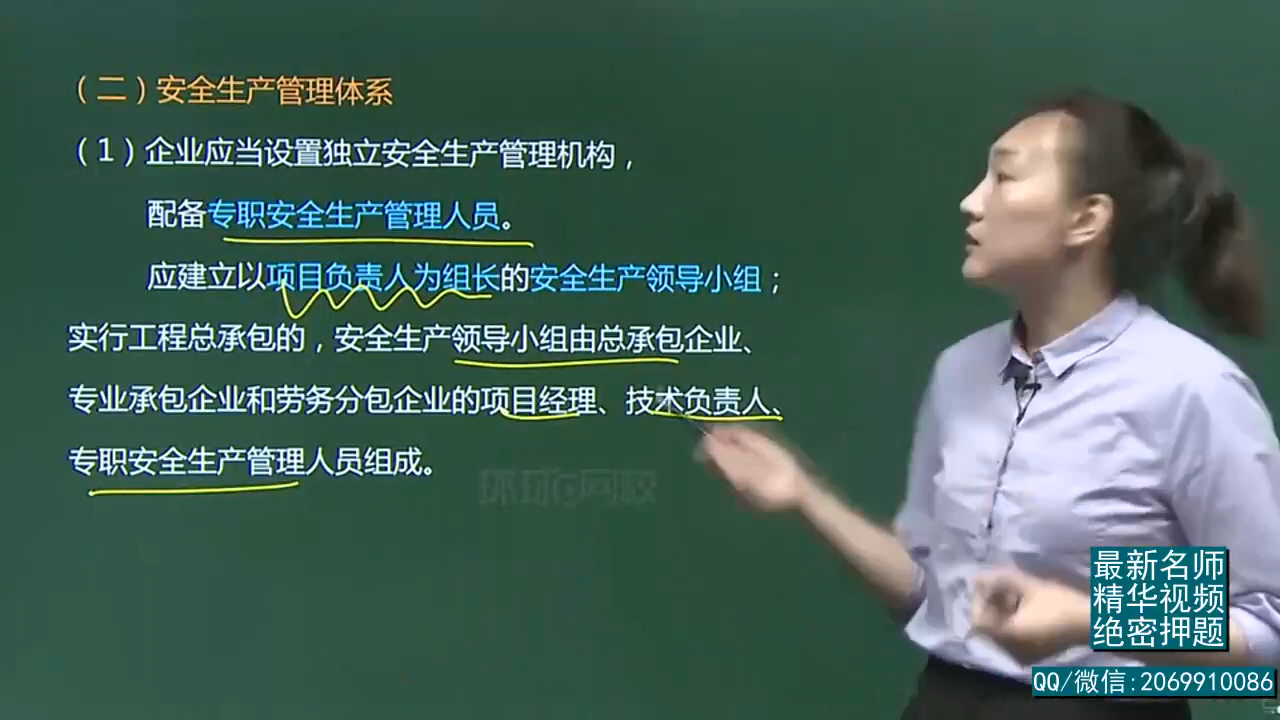 （二）安全生产管理体系
（1）企业应当设置独立安全生产管理机构，
配备专职安全生产管理人员。
应建立以项目负责人为组长的安全生产领导小组；
实行工程总承包的，安全生产领导小组由总承包企业、
专业承包企业和劳务分包企业的项目经理、技术负责人、
专职安全生产管理人员组成。
环球网校
最新名师
精华视频
绝密押题
QQ/微信:2069910086